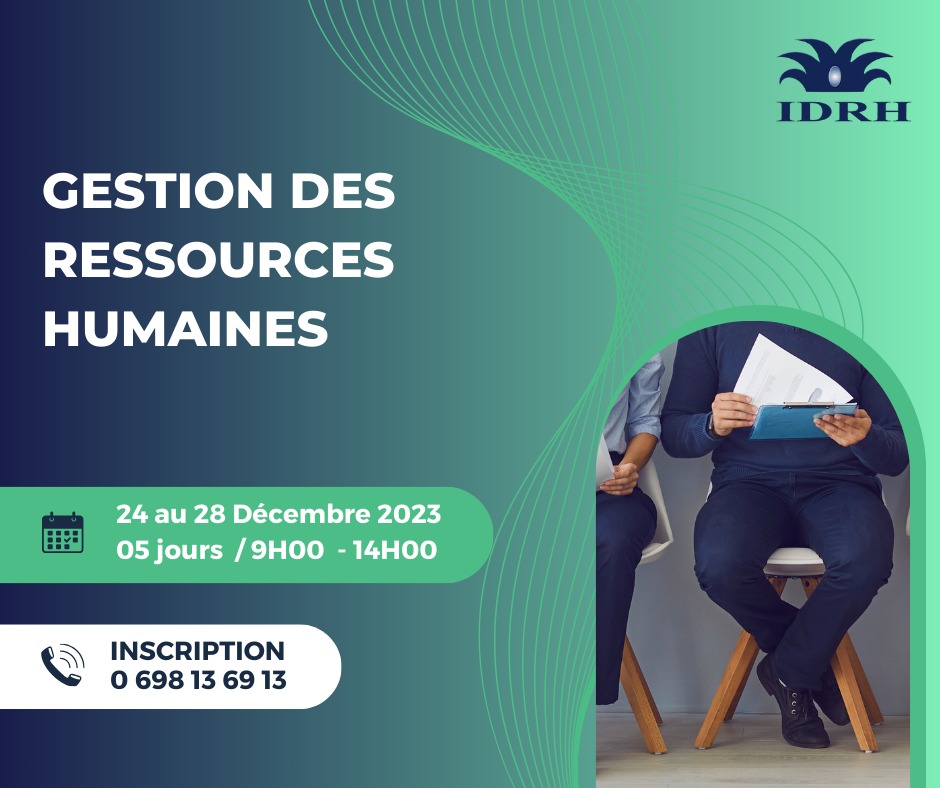 IDRH
GESTION DES
RESSOURCES
HUMAINES
24 au 28 Décembre 2023
05 jours / 9H00 - 14H00
INSCRIPTION
0 698 13 69 13